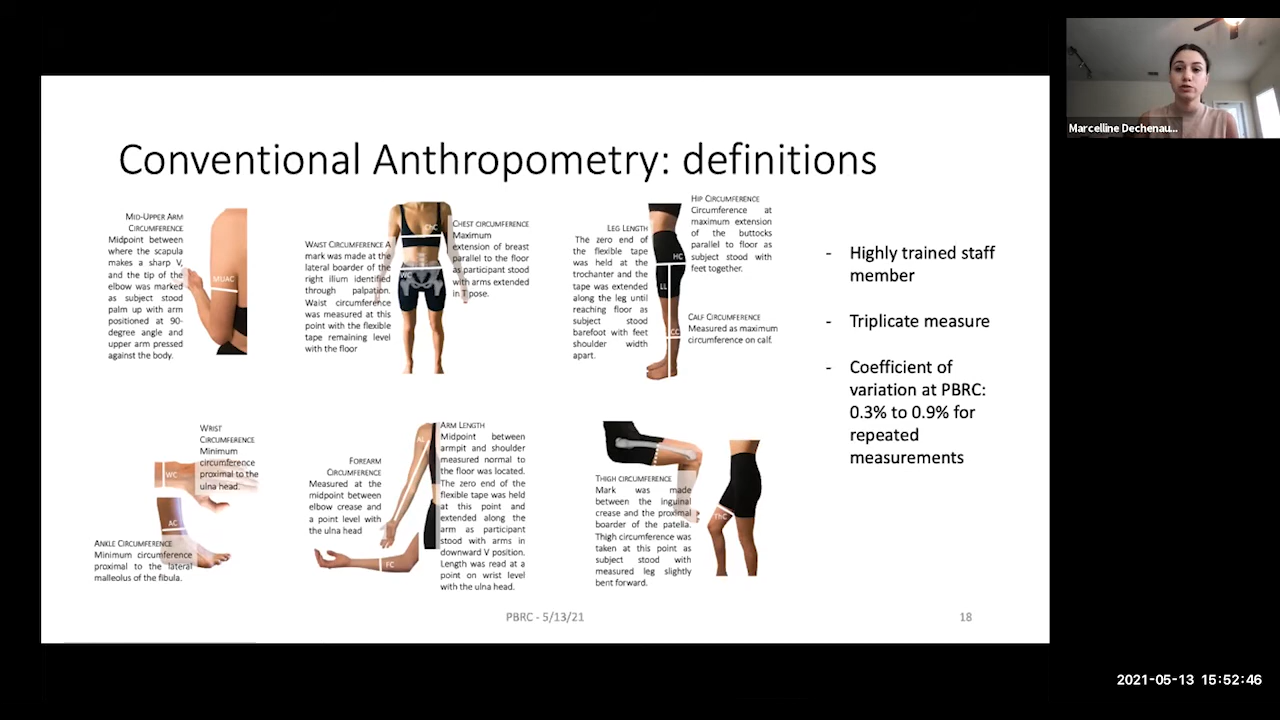 Conventional Anthropometry: definitions
MID-UPPER ARM
CIRCUMFERENCE
Midpoint between
where the scapula
makes a sharp V,
and the tip of the
elbow was marked
as subject stood
palm up with arm
positioned at 90-
degree angle and
upper arm pressed
against the body.
MUAC
WAIST CIRCUMFERENCE A
mark was made at the
lateral boarder of the
right illum identified
through palpation.
Waist circumference
was measured at this
point with the flexible
tape remaining level
with the floor
ChC
WC
CHEST CIRCUMFERENCE
Maximum
extension of breast
parallel to the floor
as participant stood
with arms extended
in T pose.
LEG LENGTH
The zero end of
the flexible tape
was held at the
trochanter and the
tape was extended
along the leg until
reaching floor as
subject stood
barefoot with feet
shoulder width
apart.
HC
LL
CC
HIP CIRCUMFERENCE
Circumference at
maximum extension
of the buttocks
parallel to floor as
subject stood with
feet together.
CALF CIRCUMFERENCE
Measured as maximum
circumference on calf.
- Highly trained staff
member
- Triplicate measure
- Coefficient of
variation at PBRC:
0.3% to 0.9% for
repeated
measurements
WRIST
CIRCUMFERENCE
Minimum
circumference
proximal to the
ulna head.
WC
AC
ANKLE CIRCUMFERENCE
Minimum circumference
proximal to the lateral
malleolus of the fibula.
FOREARM
CIRCUMFERENCE
Measured at the
midpoint between
elbow crease and
a point level with
the ulna head
AL
FC
ARM LENGTH
Midpoint between
armpit and shoulder
measured normal to
the floor was located.
The zero end of the
flexible tape was held
at this point and
extended along the
arm as participant
stood with arms in
downward V position.
Length was read at a
point on wrist level
with the ulna head.
THIGH CIRCUMFERENCE
Mark was made
between the inguinal
crease and the proximal
boarder of the patella.
Thigh circumference was
taken at this point as
subject stood with
measured leg slightly
bent forward.
ThC
PBRC - 5/13/21
18
Marcelline Dechenau...
2021-05-13 15:52:46